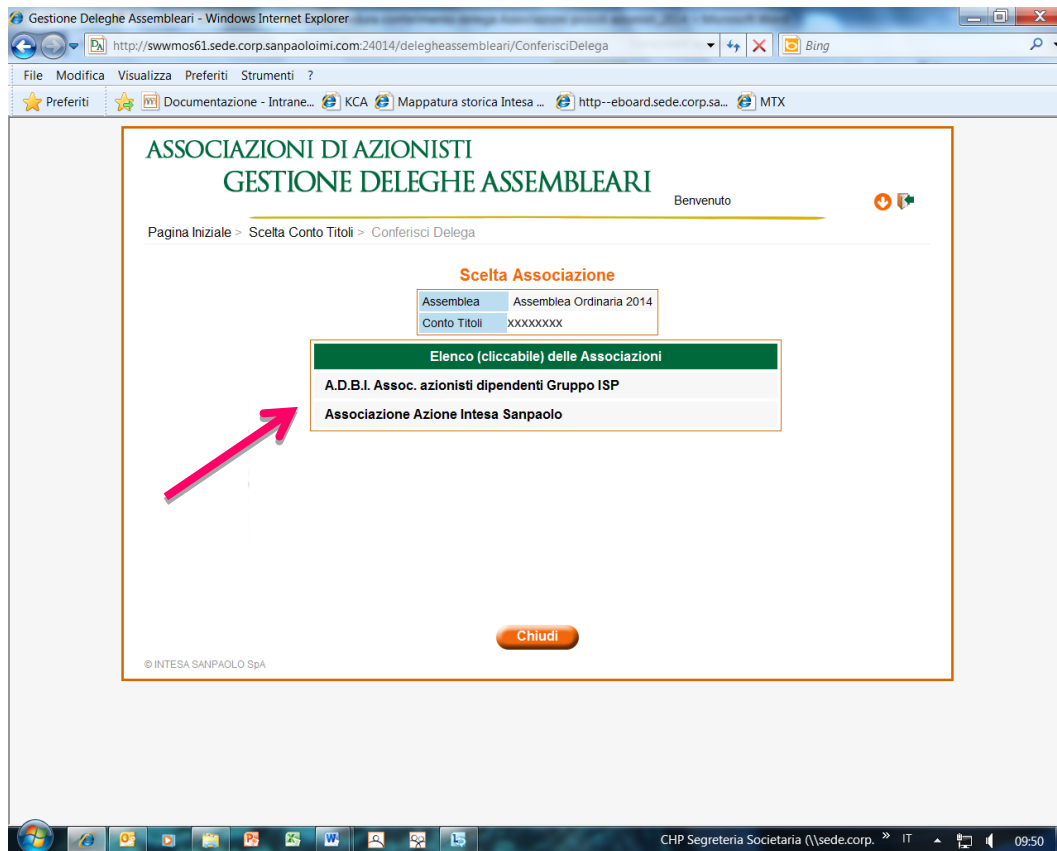 Gestione Deleghe Assembleari - Windows Internet Explorer
http://swwmos61.sede.corp.sanpaoloimi.com:24014/delegheassembleari/ConferisciDelega
Bing
File Modifica Visualizza Preferiti Strumenti ?
Preferiti Documentazione - Intrane... KCA Mappatura storica Intesa ... http--eboard.sede.corp.sa... MTX
ASSOCIAZIONI DI AZIONISTI
GESTIONE DELEGHE ASSEMBLEARI
Benvenuto
Pagina Iniziale > Scelta Conto Titoli > Conferisci Delega
Scelta Associazione
Assemblea Assemblea Ordinaria 2014
Conto Titoli XXXXXXXX
Elenco (cliccabile) delle Associazioni
A.D.B.I. Assoc. azionisti dipendenti Gruppo ISP
Associazione Azione Intesa Sanpaolo
Chiudi
© INTESA SANPAOLO SpA
CHP Segreteria Societaria (\\sede.corp. » IT 09:50